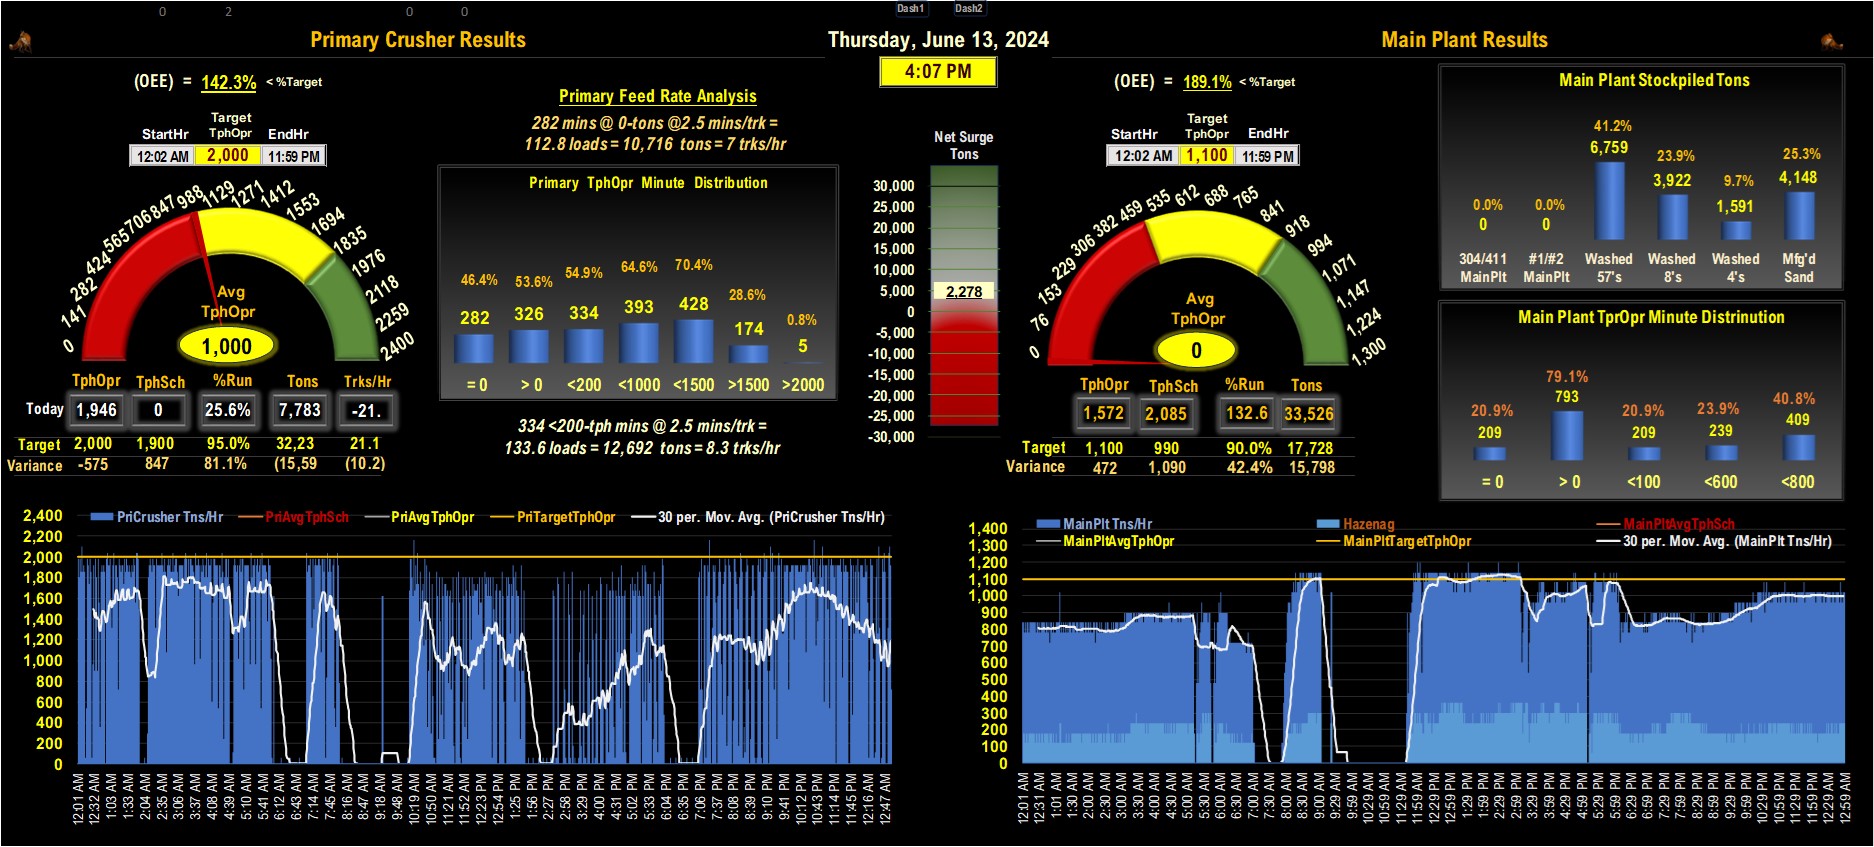 0 2 0 0 Dash1 Dash2
Primary Crusher Results
Thursday, June 13, 2024
Main Plant Results
4:07 PM
(OEE) = 142.3% < %Target
Target
StartHr TphOpr EndHr
12:02 AM 2,000 11:59 PM
0 141 282 424 565 706 847 988 1129 1271 1412 1553 1694 1835 1976 2118 2259 2400
Avg
TphOpr
1,000
TphOpr TphSch %Run Tons Trks/Hr
Today 1,946 0 25.6% 7,783 -21.
Target 2,000 1,900 95.0% 32,23 21.1
Variance -575 847 81.1% (15,59 (10.2)
Primary Feed Rate Analysis
282 mins @ 0-tons @2.5 mins/trk =
112.8 loads = 10,716 tons = 7 trks/hr
Primary TphOpr Minute Distribution
46.4% 53.6% 54.9% 64.6% 70.4% 28.6% 0.8%
282 326 334 393 428 174 5
= 0 > 0 <200 <1000 <1500 >1500 >2000
334 <200-tph mins @ 2.5 mins/trk =
133.6 loads = 12,692 tons = 8.3 trks/hr
Net Surge
Tons
30,000
25,000
20,000
15,000
10,000
5,000
2,278
0
-5,000
-10,000
-15,000
-20,000
-25,000
-30,000
(OEE) = 189.1% < %Target
Target
StartHr TphOpr EndHr
12:02 AM 1,100 11:59 PM
0 76 153 229 306 382 459 535 612 688 765 841 918 994 1,071 1,147 1,224 1,300
Avg
TphOpr
0
TphOpr TphSch %Run Tons
1,572 2,085 132.6 33,526
Target 1,100 990 90.0% 17,728
Variance 472 1,090 42.4% 15,798
Main Plant Stockpiled Tons
0.0% 0.0% 41.2% 23.9% 9.7% 25.3%
0 0 6,759 3,922 1,591 4,148
304/411 #1/#2 Washed Washed Washed Mfg'd
MainPlt MainPlt 57's 8's 4's Sand
Main Plant TprOpr Minute Distrinution
20.9% 79.1% 20.9% 23.9% 40.8%
209 793 209 239 409
= 0 > 0 <100 <600 <800
PriCrusher Tns/Hr PriAvgTphSch PriAvgTphOpr PriTargetTphOpr 30 per. Mov. Avg. (PriCrusher Tns/Hr)
2,400
2,200
2,000
1,800
1,600
1,400
1,200
1,000
800
600
400
200
0
12:01 AM 12:32 AM 1:03 AM 1:33 AM 2:04 AM 2:35 AM 3:06 AM 3:37 AM 4:08 AM 4:39 AM 5:10 AM 5:41 AM 6:12 AM 6:43 AM 7:14 AM 7:45 AM 8:16 AM 8:47 AM 9:18 AM 9:48 AM 10:19 AM 10:50 AM 11:21 AM 11:52 AM 12:23 PM 12:54 PM 1:25 PM 1:56 PM 2:27 PM 2:58 PM 3:29 PM 4:00 PM 4:31 PM 5:02 PM 5:33 PM 6:04 PM 6:35 PM 7:06 PM 7:37 PM 8:08 PM 8:39 PM 9:10 PM 9:41 PM 10:12 PM 10:43 PM 11:14 PM 11:45 PM 12:16 AM 12:47 AM
MainPlt Tns/Hr Hazenag MainPltAvgTphSch
MainPltAvgTphOpr MainPltTargetTphOpr 30 per. Mov. Avg. (MainPlt Tns/Hr)
1,400
1,300
1,200
1,100
1,000
900
800
700
600
500
400
300
200
100
0
12:01 AM 12:31 AM 1:01 AM 1:30 AM 2:00 AM 2:30 AM 3:00 AM 3:30 AM 4:00 AM 4:30 AM 5:00 AM 5:30 AM 6:00 AM 6:30 AM 7:00 AM 7:30 AM 8:00 AM 8:30 AM 9:00 AM 9:29 AM 9:59 AM 10:29 AM 10:59 AM 11:29 AM 11:59 AM 12:29 PM 12:59 PM 1:29 PM 1:59 PM 2:29 PM 2:59 PM 3:29 PM 3:59 PM 4:29 PM 4:59 PM 5:29 PM 5:59 PM 6:29 PM 6:59 PM 7:29 PM 7:59 PM 8:29 PM 8:59 PM 9:29 PM 9:59 PM 10:29 PM 10:59 PM 11:29 PM 11:59 PM 12:29 AM 12:59 AM